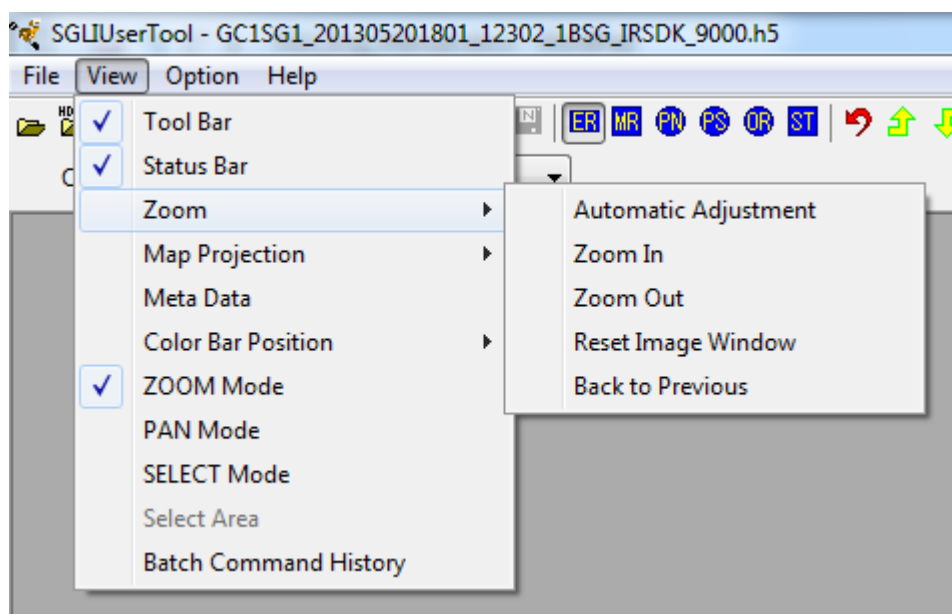 SGLIUserTool - GC1SG1_201305201801_12302_1BSG_IRSDK_9000.h5
File View Option Help
HD
N ER MR PN PS OR ST
C
Tool Bar
Status Bar
Zoom
Map Projection
Meta Data
Color Bar Position
ZOOM Mode
PAN Mode
SELECT Mode
Select Area
Batch Command History
Automatic Adjustment
Zoom In
Zoom Out
Reset Image Window
Back to Previous